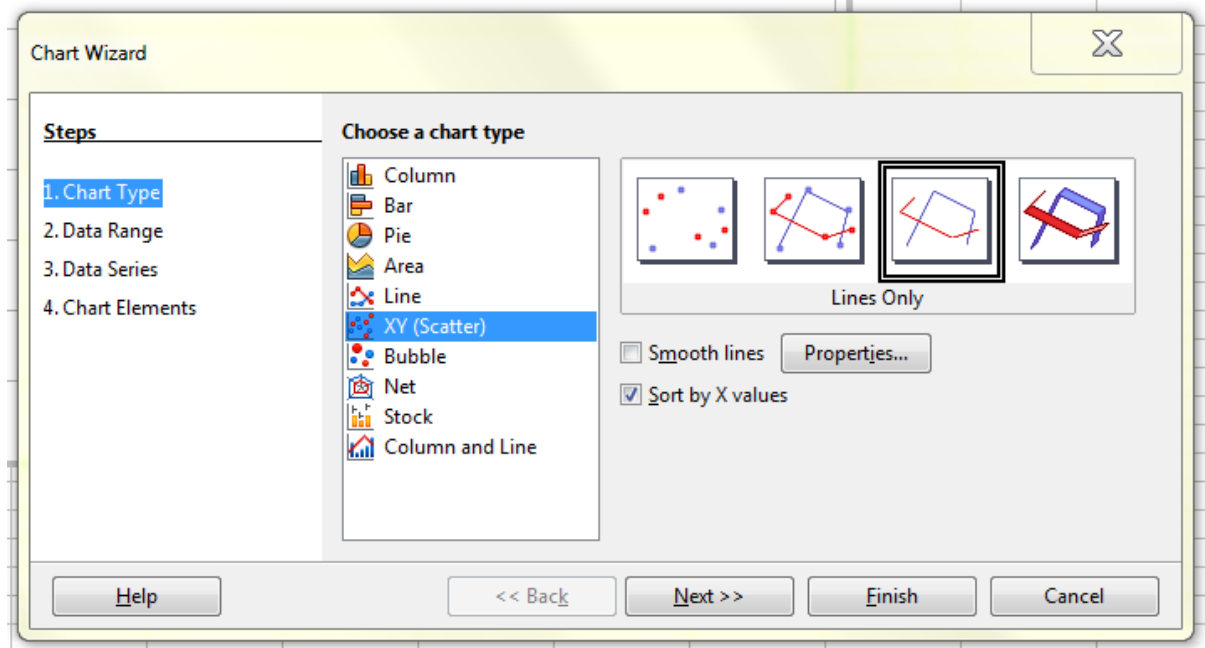 Chart Wizard
Steps
1. Chart Type
2. Data Range
3. Data Series
4. Chart Elements
Choose a chart type
Column
Bar
Pie
Area
Line
XY (Scatter)
Bubble
Net
Stock
Column and Line
Lines Only
Smooth lines
Properties...
Sort by X values
Help
<< Back
Next >>
Finish
Cancel